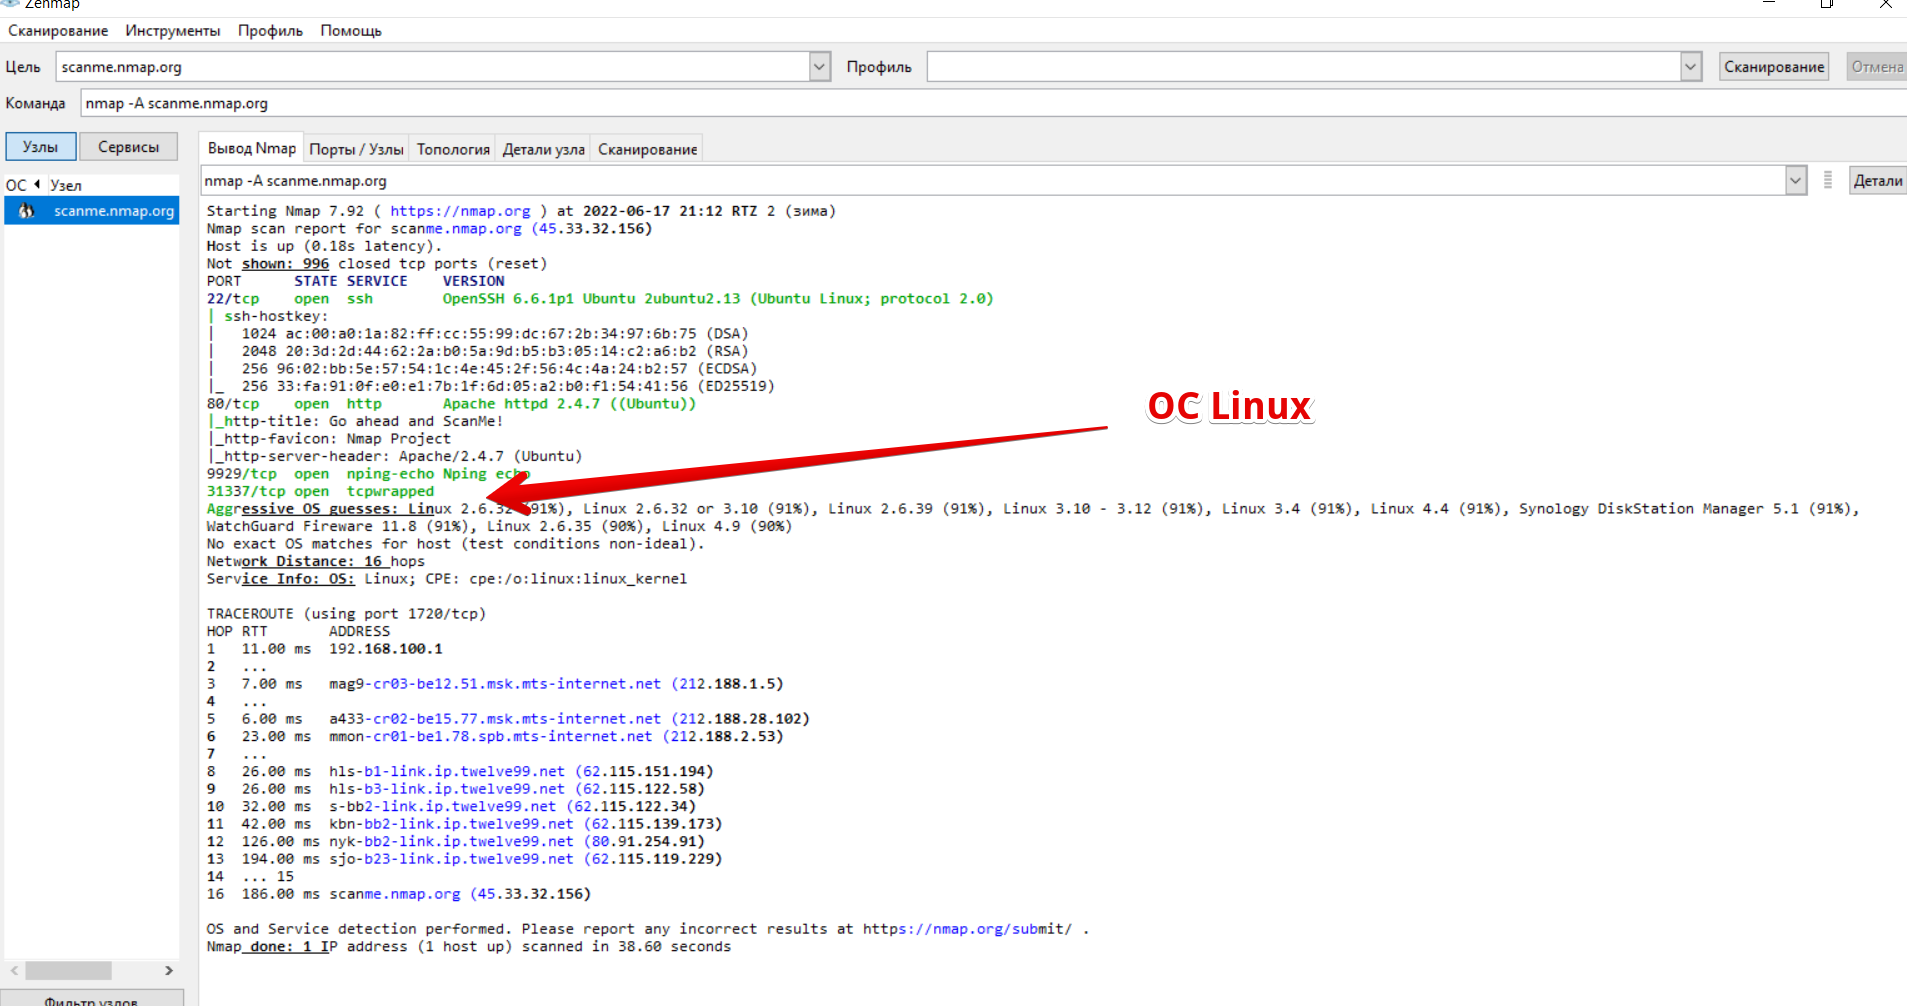 Zenmap
Сканирование Инструменты Профиль Помощь
Цель scanme.nmap.org Профиль Сканирование Отмена
Команда nmap -A scanme.nmap.org
Узлы Сервисы
Вывод Nmap Порты / Узлы Топология Детали узла Сканирование
ОС Узел
scanme.nmap.org
nmap -A scanme.nmap.org Детали
Starting Nmap 7.92 ( https://nmap.org ) at 2022-06-17 21:12 RTZ 2 (зима)
Nmap scan report for scanme.nmap.org (45.33.32.156)
Host is up (0.18s latency).
Not shown: 996 closed tcp ports (reset)
PORT STATE SERVICE VERSION
22/tcp open ssh OpenSSH 6.6.1p1 Ubuntu 2ubuntu2.13 (Ubuntu Linux; protocol 2.0)
| ssh-hostkey:
| 1024 ac:00:a0:1a:82:ff:cc:55:99:dc:67:2b:34:97:6b:75 (DSA)
| 2048 20:3d:2d:44:62:2a:b0:5a:9d:b5:b3:05:14:c2:a6:b2 (RSA)
| 256 96:02:bb:5e:57:54:1c:4e:45:2f:56:4c:4a:24:b2:57 (ECDSA)
|_ 256 33:fa:91:0f:e0:e1:7b:1f:6d:05:a2:b0:f1:54:41:56 (ED25519)
80/tcp open http Apache httpd 2.4.7 ((Ubuntu))
|_http-title: Go ahead and ScanMe!
|_http-favicon: Nmap Project
|_http-server-header: Apache/2.4.7 (Ubuntu)
9929/tcp open nping-echo Nping echo
31337/tcp open tcpwrapped
Aggressive OS guesses: Linux 2.6.32 (91%), Linux 2.6.32 or 3.10 (91%), Linux 2.6.39 (91%), Linux 3.10 - 3.12 (91%), Linux 3.4 (91%), Linux 4.4 (91%), Synology DiskStation Manager 5.1 (91%),
WatchGuard Fireware 11.8 (91%), Linux 2.6.35 (90%), Linux 4.9 (90%)
No exact OS matches for host (test conditions non-ideal).
Network Distance: 16 hops
Service Info: OS: Linux; CPE: cpe:/o:linux:linux_kernel
TRACEROUTE (using port 1720/tcp)
HOP RTT ADDRESS
1 11.00 ms 192.168.100.1
2 ...
3 7.00 ms mag9-cr03-be12.51.msk.mts-internet.net (212.188.1.5)
4 ...
5 6.00 ms a433-cr02-be15.77.msk.mts-internet.net (212.188.28.102)
6 23.00 ms mmon-cr01-be1.78.spb.mts-internet.net (212.188.2.53)
7 ...
8 26.00 ms hls-b1-link.ip.twelve99.net (62.115.151.194)
9 26.00 ms hls-b3-link.ip.twelve99.net (62.115.122.58)
10 32.00 ms s-bb2-link.ip.twelve99.net (62.115.122.34)
11 42.00 ms kbn-bb2-link.ip.twelve99.net (62.115.139.173)
12 126.00 ms nyk-bb2-link.ip.twelve99.net (80.91.254.91)
13 194.00 ms sjo-b23-link.ip.twelve99.net (62.115.119.229)
14 ... 15
16 186.00 ms scanme.nmap.org (45.33.32.156)
OS and Service detection performed. Please report any incorrect results at https://nmap.org/submit/ .
Nmap done: 1 IP address (1 host up) scanned in 38.60 seconds
ОС Linux
Фильтр узлов